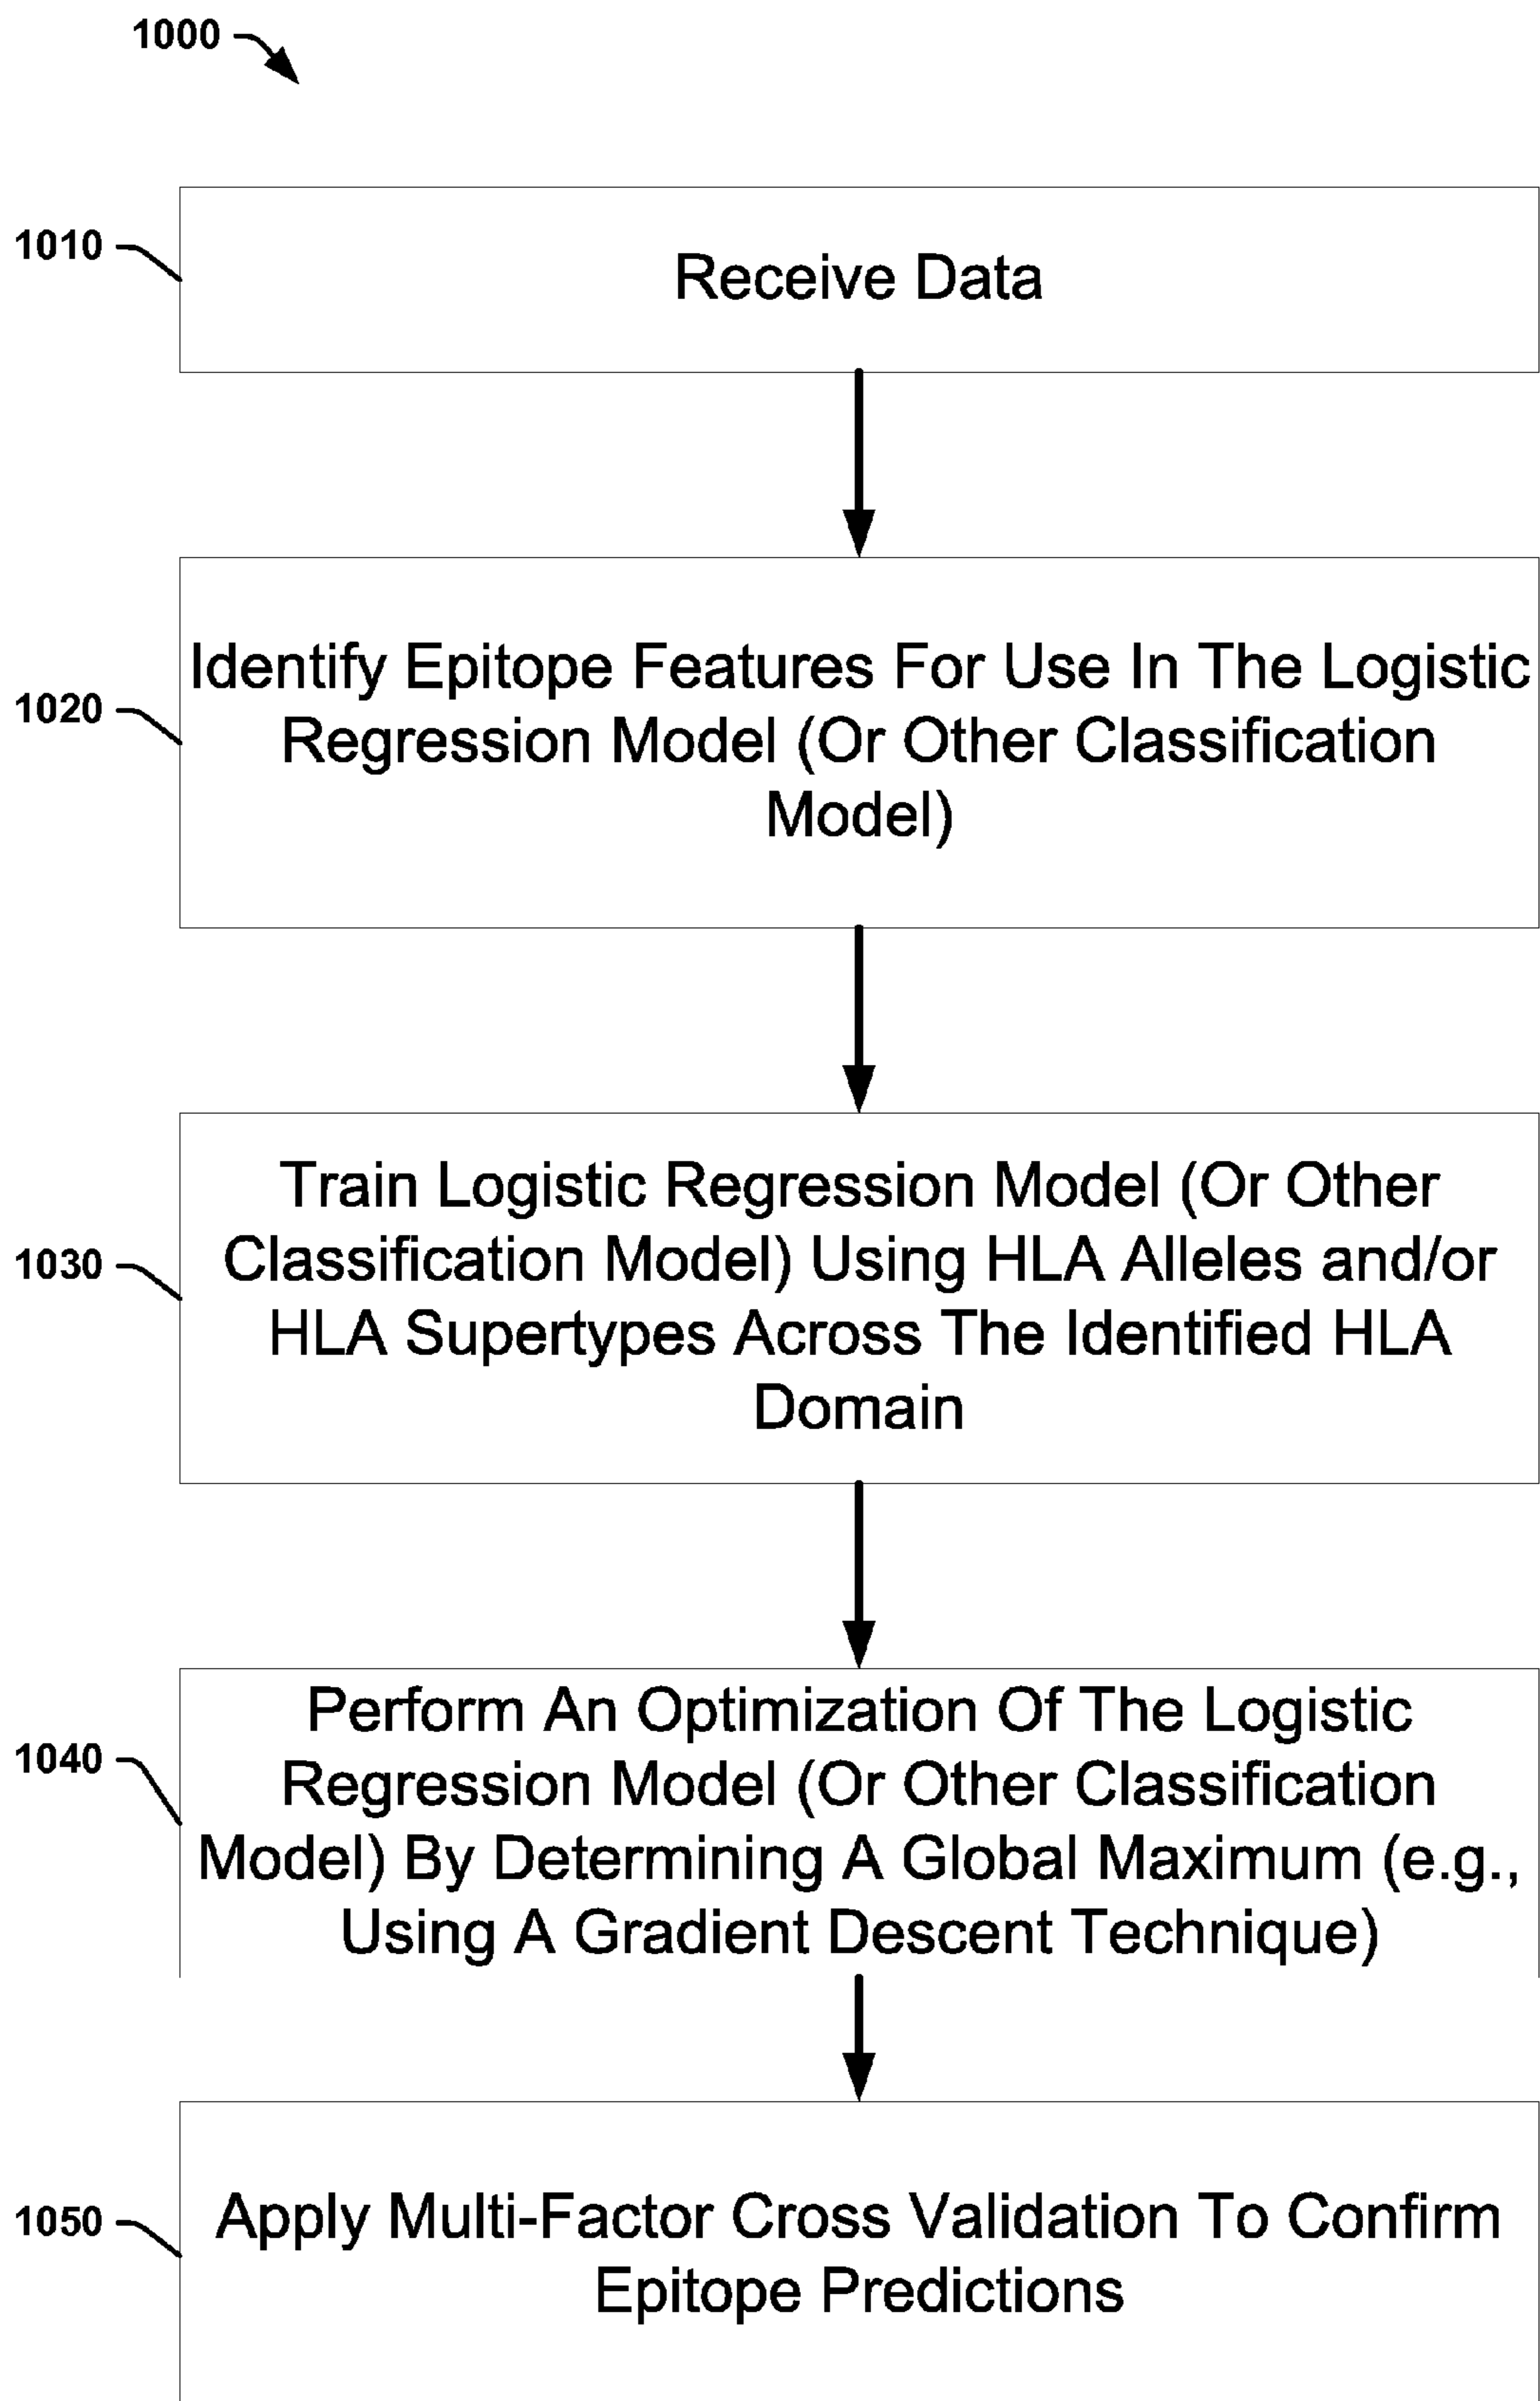 1000
1010
Receive Data
Identify Epitope Features For Use In The Logistic
1020
Regression Model (Or Other Classification
Model)
Train Logistic Regression Model (Or Other
1030
Classification Model) Using HLA Alleles and/or
HLA Supertypes Across The Identified HLA
Domain
Perform An Optimization Of The Logistic
1040
Regression Model (Or Other Classification
Model) By Determining A Global Maximum (e.g.,
Using A Gradient Descent Technique)
1050
Apply Multi-Factor Cross Validation To Confirm
Epitope Predictions